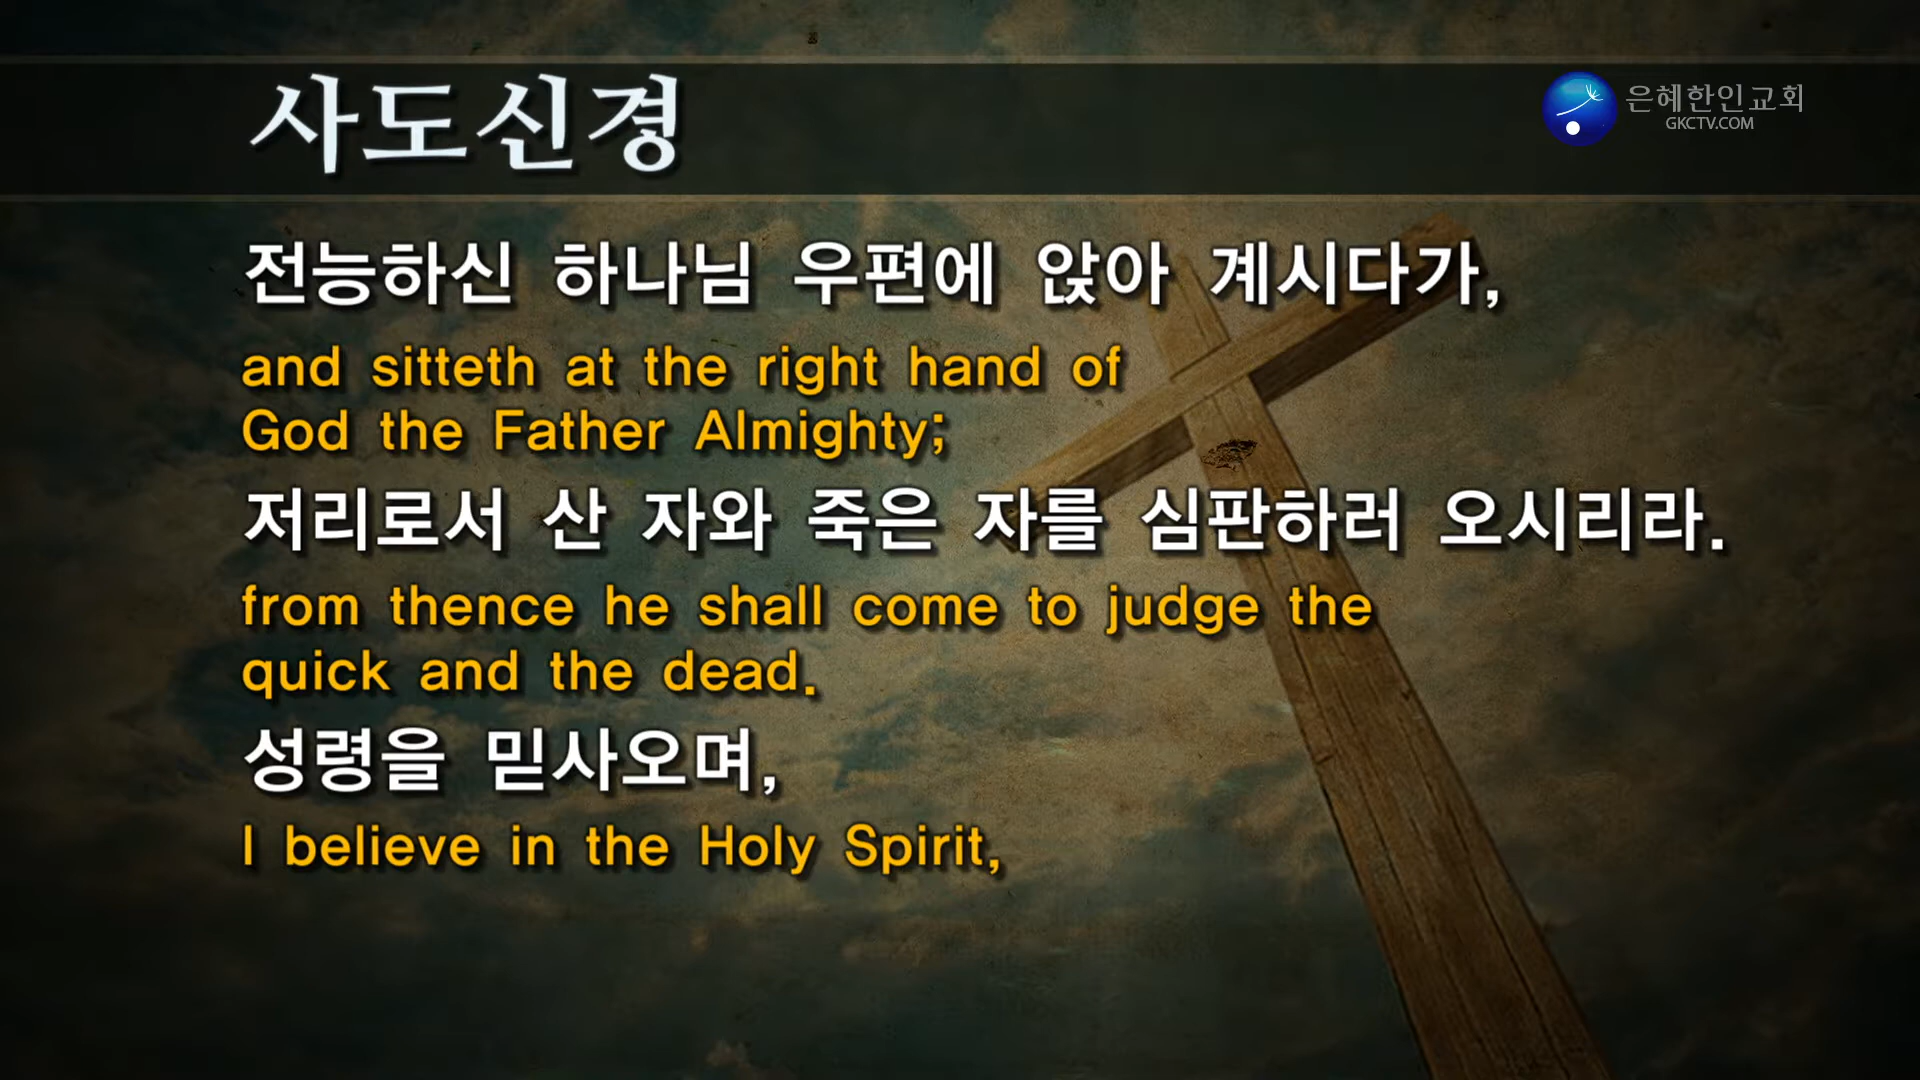 사도신경
은혜한인교회
GKCTV.COM
전능하신 하나님 우편에 앉아 계시다가,
and sitteth at the right hand of
God the Father Almighty;
저리로서 산 자와 죽은 자를 심판하러 오시리라.
from thence he shall come to judge the
quick and the dead.
성령을 믿사오며,
I believe in the Holy Spirit,